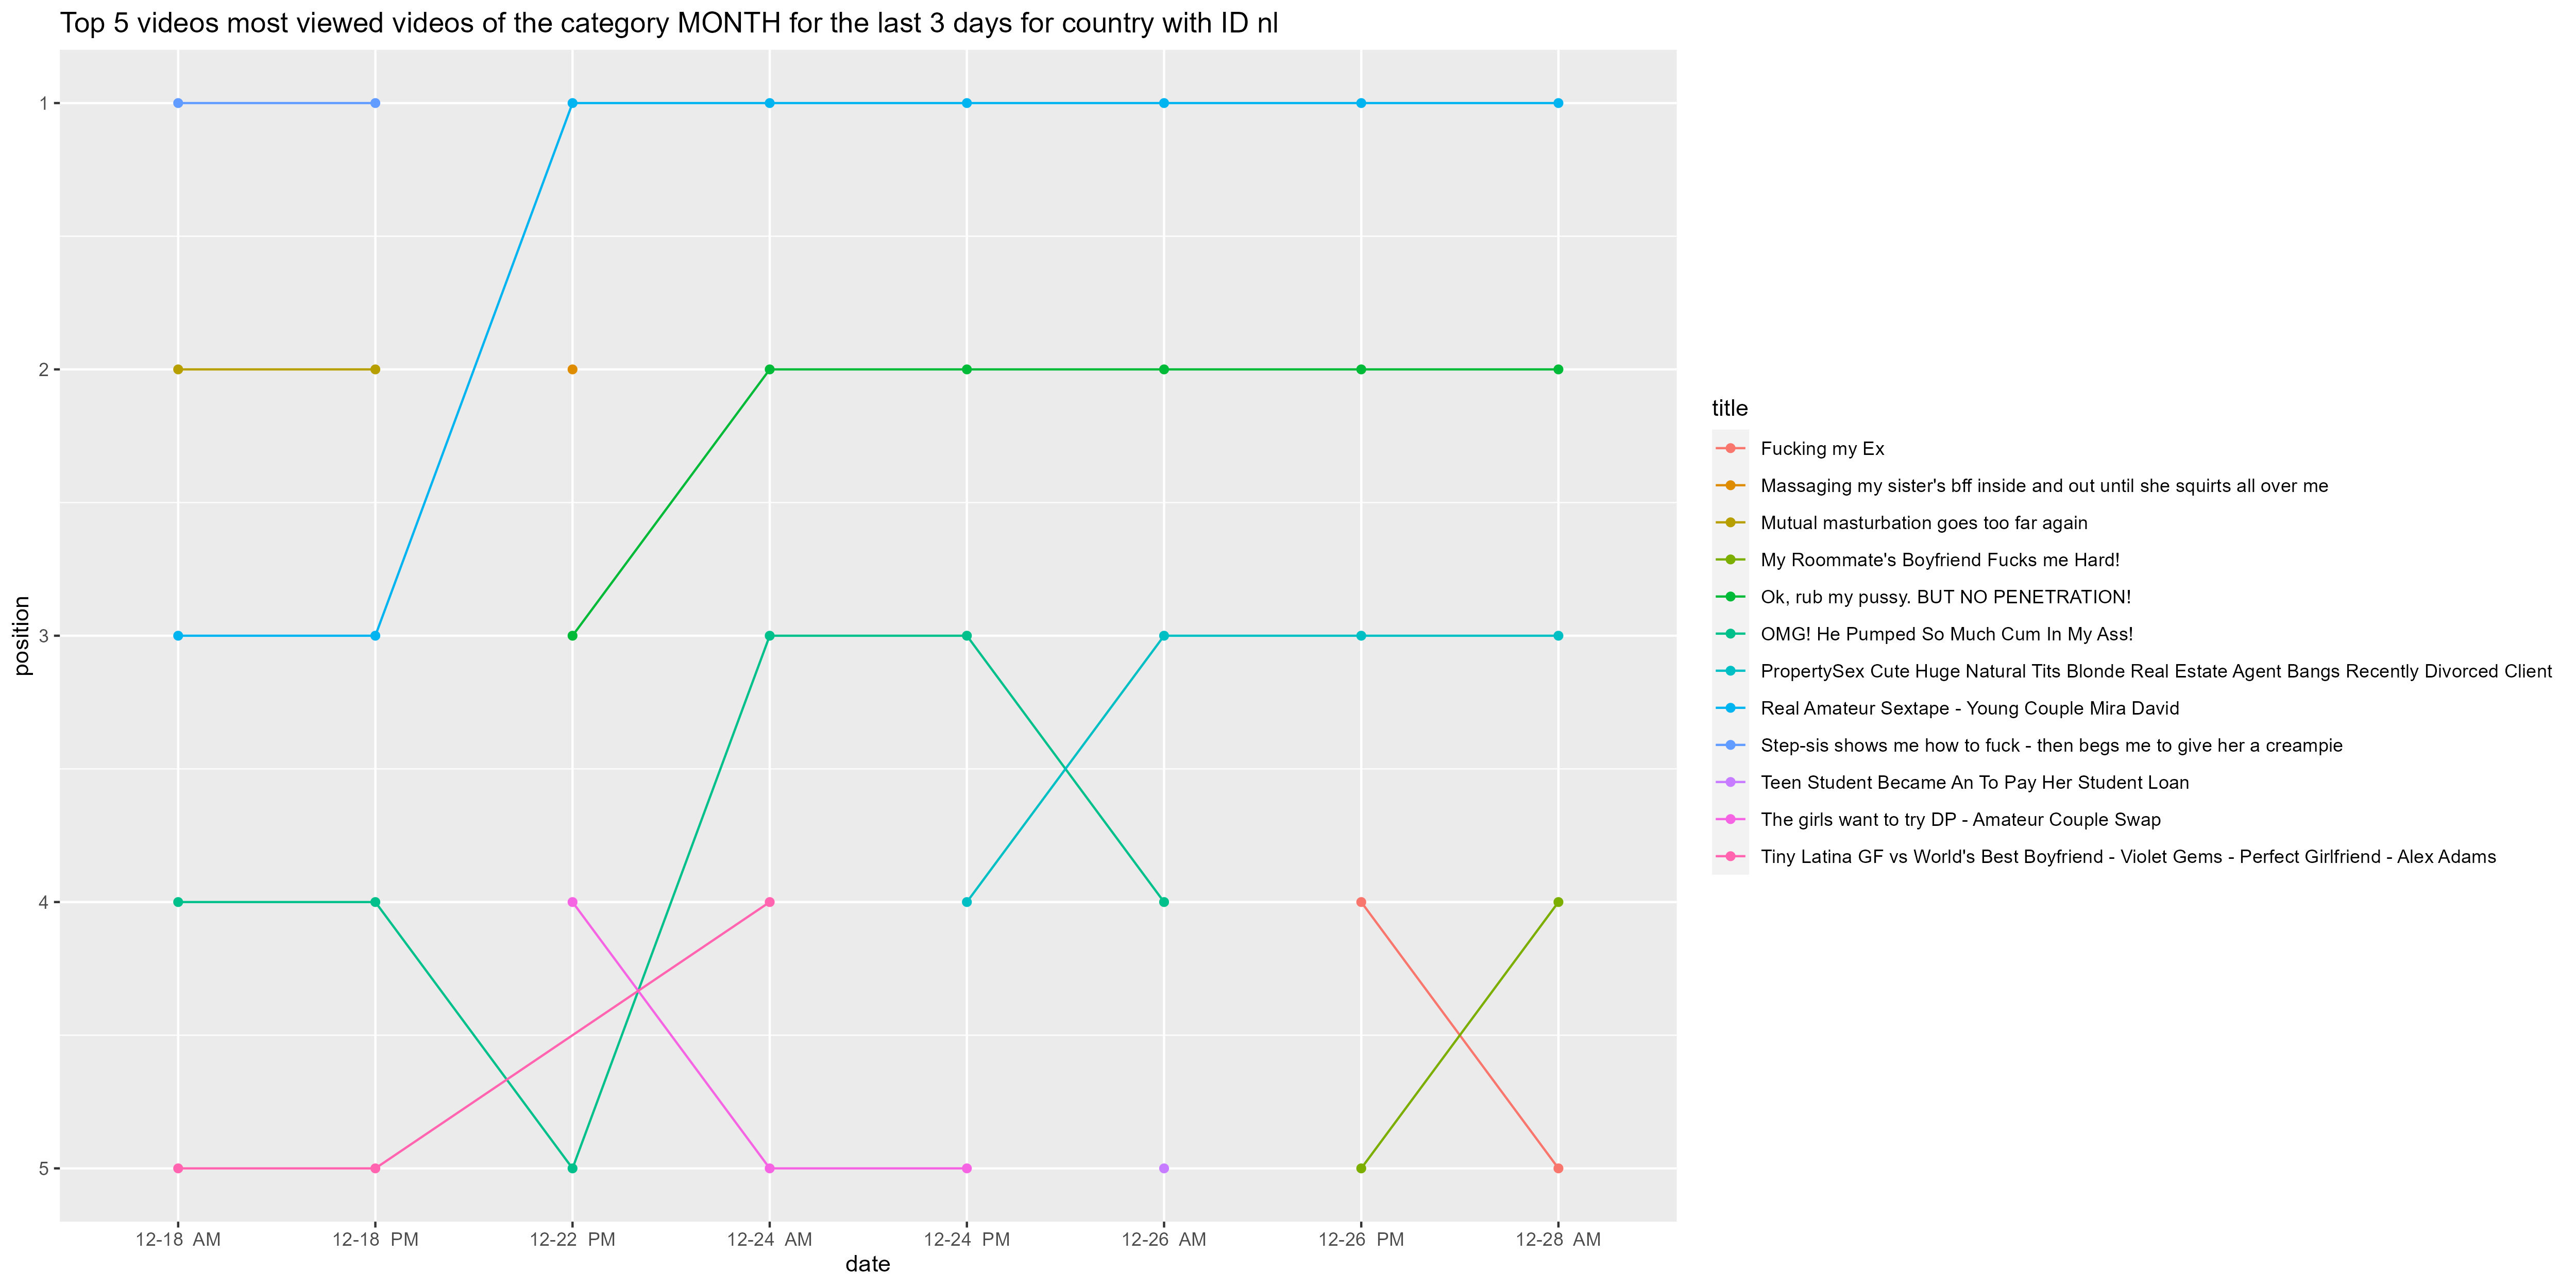 Top 5 videos most viewed videos of the category MONTH for the last 3 days for country with ID nl
1
2
3
4
5
position
12-18 AM
12-18 PM
12-22 PM
12-24 AM
12-24 PM
12-26 AM
12-26 PM
12-28 AM
date
title
Fucking my Ex
Massaging my sister's bff inside and out until she squirts all over me
Mutual masturbation goes too far again
My Roommate's Boyfriend Fucks me Hard!
Ok, rub my pussy. BUT NO PENETRATION!
OMG! He Pumped So Much Cum In My Ass!
PropertySex Cute Huge Natural Tits Blonde Real Estate Agent Bangs Recently Divorced Client
Real Amateur Sextape - Young Couple Mira David
Step-sis shows me how to fuck - then begs me to give her a creampie
Teen Student Became An To Pay Her Student Loan
The girls want to try DP - Amateur Couple Swap
Tiny Latina GF vs World's Best Boyfriend - Violet Gems - Perfect Girlfriend - Alex Adams